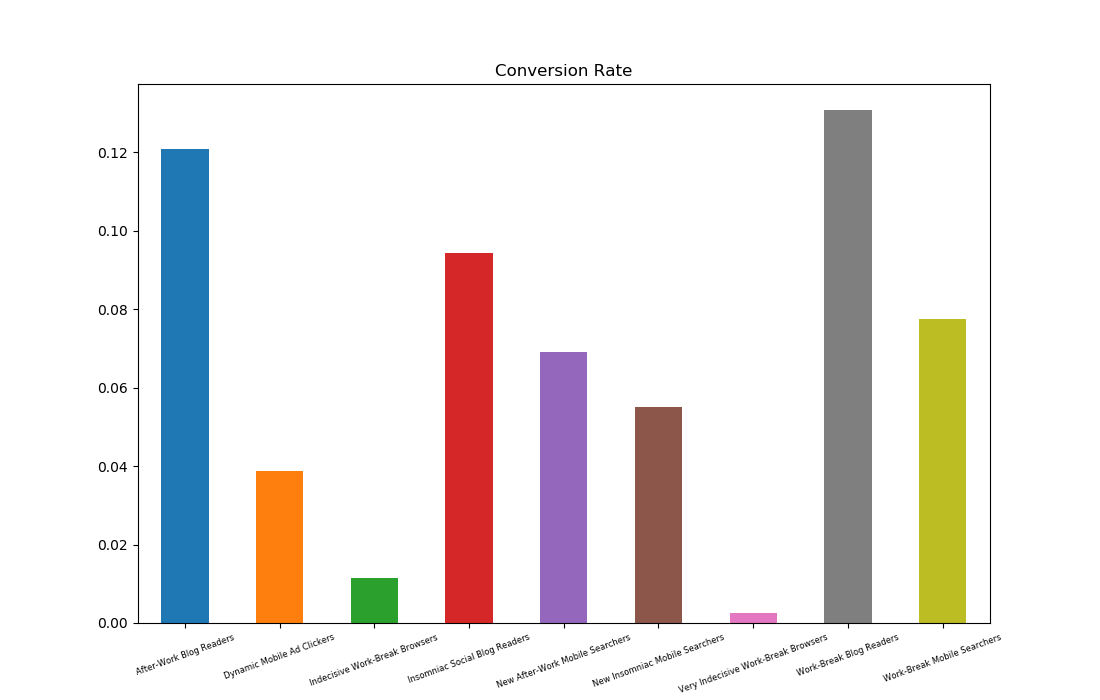 Conversion Rate
0.12
0.10
0.08
0.06
0.04
0.02
0.00
After-Work Blog Readers
Dynamic Mobile Ad Clickers
Indecisive Work-Break Browsers
Insomniac Social Blog Readers
New After-Work Mobile Searchers
New Insomniac Mobile Searchers
Very Indecisive Work-Break Browsers
Work-Break Blog Readers
Work-Break Mobile Searchers